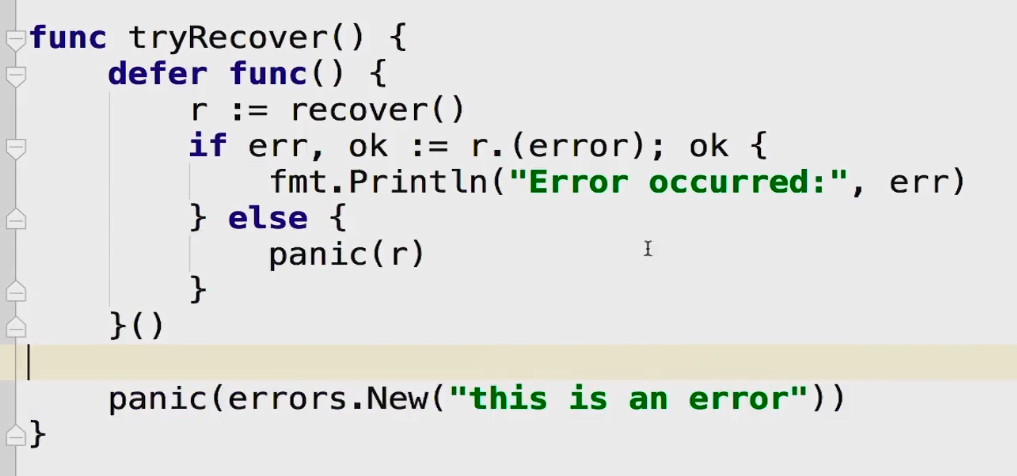 func tryRecover() {
    defer func() {
        r := recover()
        if err, ok := r.(error); ok {
            fmt.Println("Error occurred:", err)
        } else {
            panic(r)
        }
    }()

    panic(errors.New("this is an error"))
}